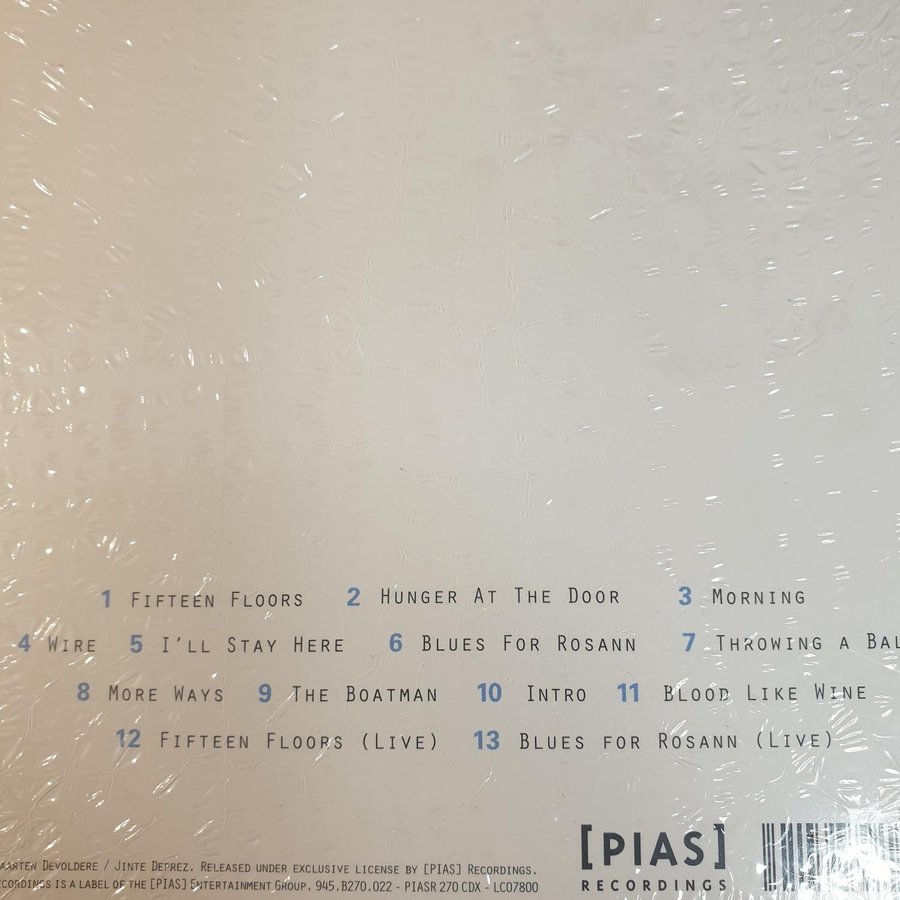 1 Fifteen Floors 2 Hunger At The Door 3 Morning
4 Wire 5 I'll Stay Here 6 Blues For Rosann 7 Throwing a Bal
8 More Ways 9 The Boatman 10 Intro 11 Blood Like Wine
12 Fifteen Floors (Live) 13 Blues for Rosann (Live)
[PIAS]
RECORDINGS
aarten Devoldere / Jinte Deprez. Released under exclusive license by [PIAS] Recordings.
cordings is a label of the [PIAS] Entertainment Group. 945.B270.022 - PIASR 270 CDX - LC07800